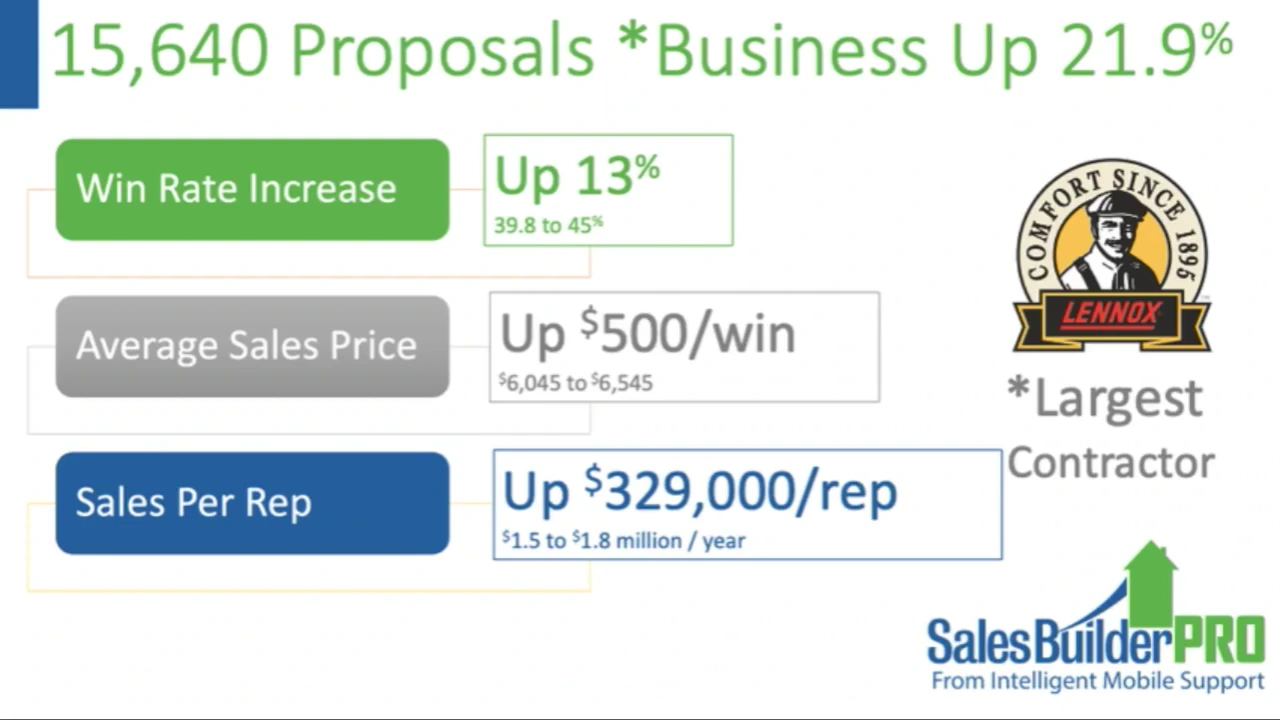 15,640 Proposals *Business Up 21.9%
Win Rate Increase
Up 13%
39.8 to 45%
Average Sales Price
Up $500/win
$6,045 to $6,545
Sales Per Rep
Up $329,000/rep
$1.5 to $1.8 million / year
COMFORT SINCE 1895
LENNOX
*Largest
Contractor
SalesBuilderPRO
From Intelligent Mobile Support